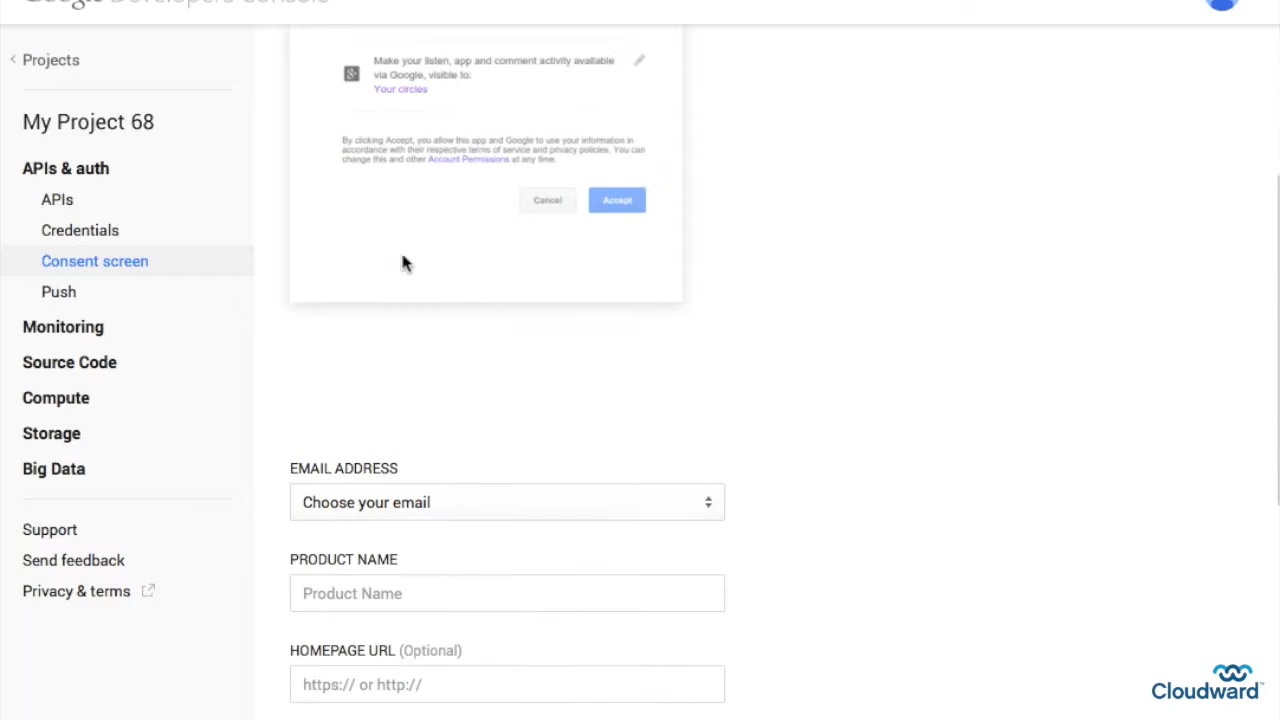 Google Developers Console
Projects
My Project 68
APIs & auth
APIs
Credentials
Consent screen
Push
Monitoring
Source Code
Compute
Storage
Big Data
Support
Send feedback
Privacy & terms
Make your listen, app and comment activity available
via Google, visible to:
Your circles
By clicking Accept, you allow this app and Google to use your information in
accordance with their respective terms of service and privacy policies. You can
change this and other Account Permissions at any time.
Cancel
Accept
EMAIL ADDRESS
Choose your email
PRODUCT NAME
Product Name
HOMEPAGE URL (Optional)
https:// or http://
Cloudward™